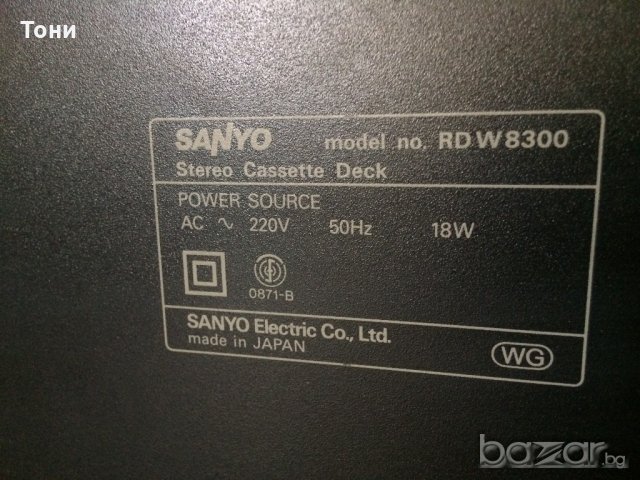 Тони
SANYO model no. RD W8300
Stereo Cassette Deck
POWER SOURCE
AC ∿ 220V 50Hz 18W
0871-B
SANYO Electric Co., Ltd.
made in JAPAN
WG
bazar.bg